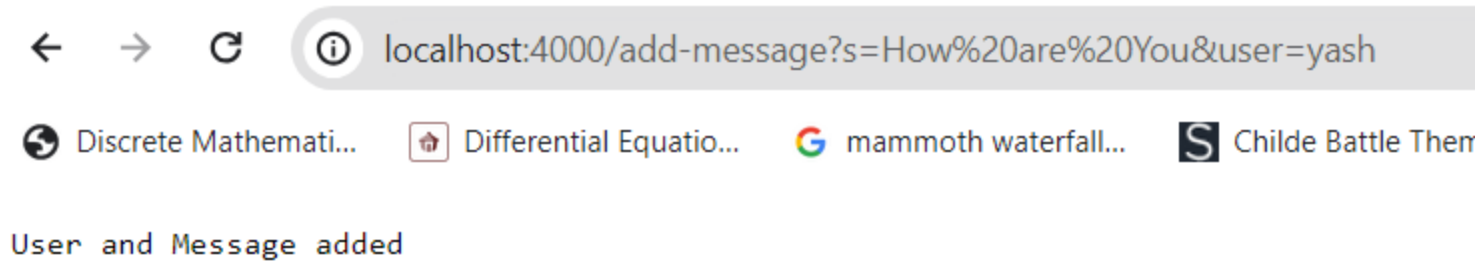 localhost:4000/add-message?s=How%20are%20You&user=yash
Discrete Mathemati... Differential Equatio... mammoth waterfall... Childe Battle Them
User and Message added